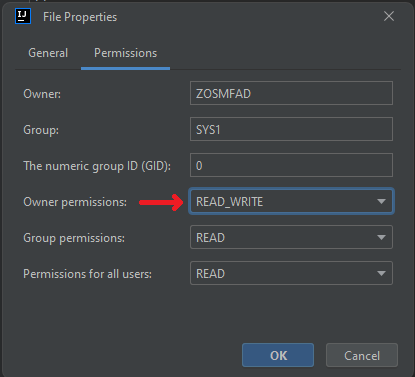 IJ
File Properties
General Permissions
Owner: ZOSMFAD
Group: SYS1
The numeric group ID (GID): 0
Owner permissions: READ_WRITE
Group permissions: READ
Permissions for all users: READ
OK Cancel